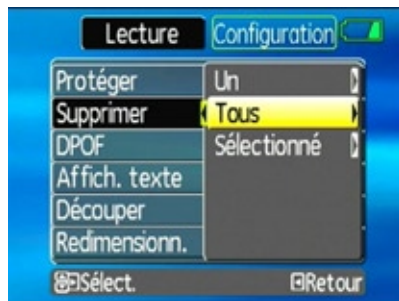 Lecture Configuration
Protéger Un
Supprimer Tous
DPOF Sélectionné
Affich. texte
Découper
Redimensionn.
Sélect. Retour